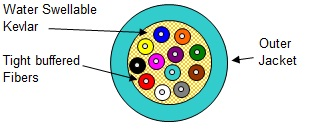 Water Swellable
Kevlar
Tight buffered
Fibers
Outer
Jacket